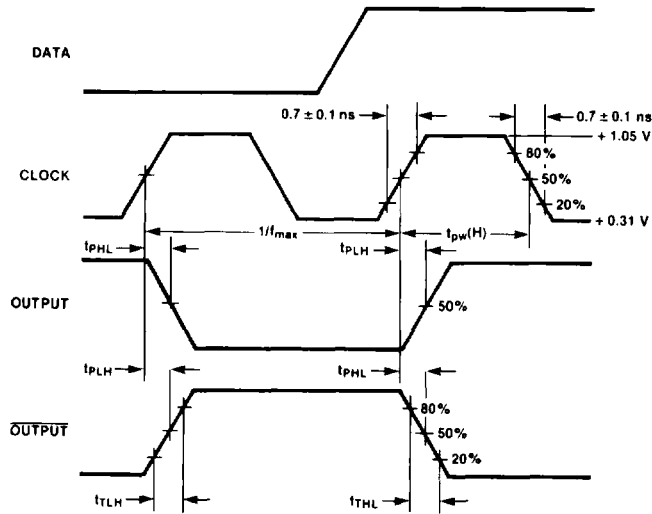 DATA
0.7 ± 0.1 ns
0.7 ± 0.1 ns
+ 1.05 V
80%
CLOCK
50%
20%
+ 0.31 V
1/fmax
tpw(H)
tPHL
tPLH
OUTPUT
50%
tPLH
tPHL
80%
OUTPUT
50%
20%
tTLH
tTHL